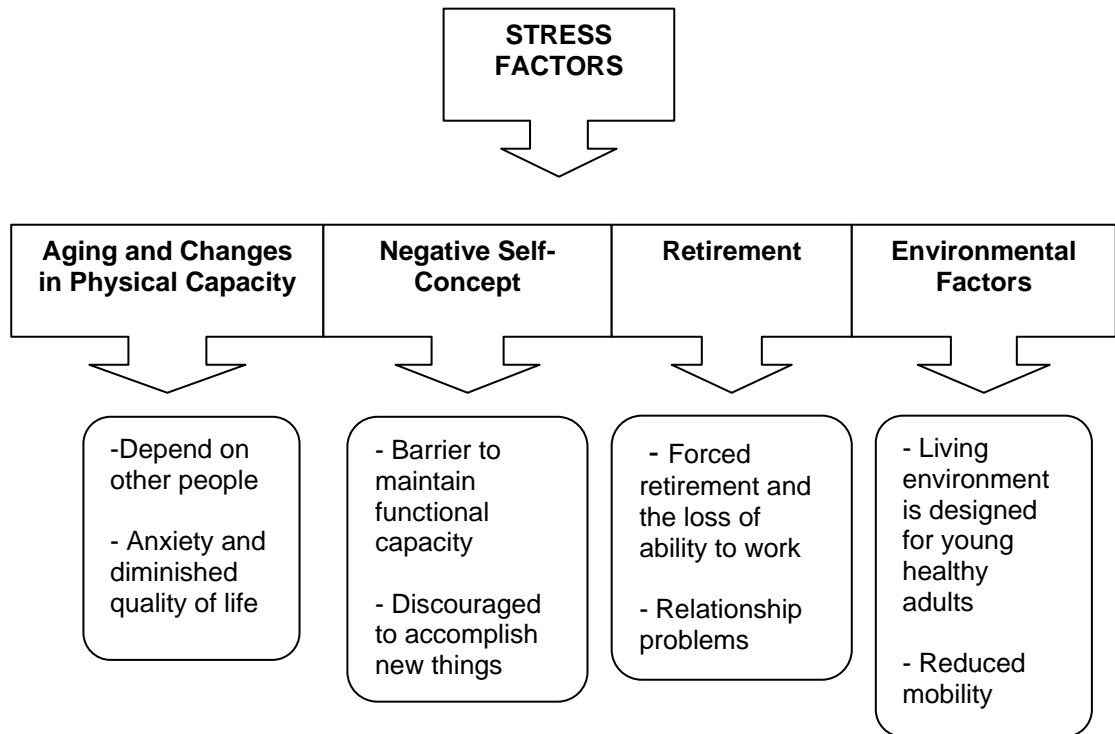 STRESS
FACTORS
Aging and Changes
in Physical Capacity
Negative Self-
Concept
Retirement
Environmental
Factors
-Depend on
other people
- Anxiety and
diminished
quality of life
- Barrier to
maintain
functional
capacity
- Discouraged
to accomplish
new things
- Forced
retirement and
the loss of
ability to work
- Relationship
problems
- Living
environment
is designed
for young
healthy
adults
- Reduced
mobility